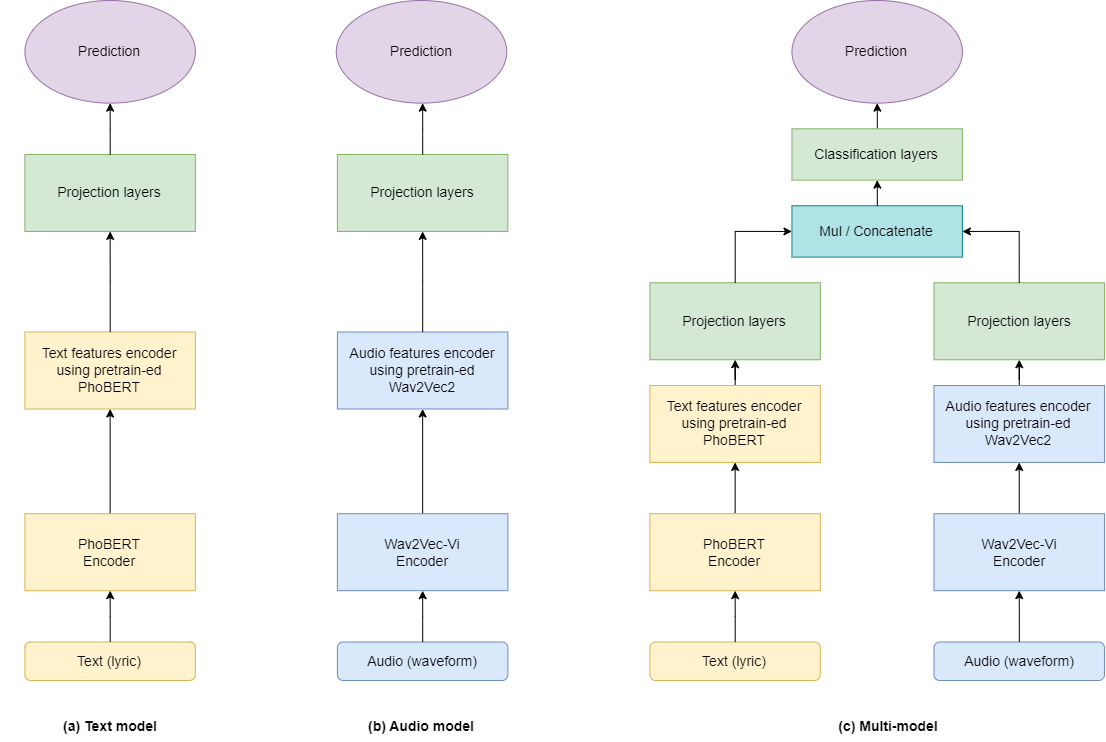 Prediction
Projection layers
Text features encoder
using pretrain-ed
PhoBERT
PhoBERT
Encoder
Text (lyric)
(a) Text model
Prediction
Projection layers
Audio features encoder
using pretrain-ed
Wav2Vec2
Wav2Vec-Vi
Encoder
Audio (waveform)
(b) Audio model
Prediction
Classification layers
Mul / Concatenate
Projection layers
Text features encoder
using pretrain-ed
PhoBERT
PhoBERT
Encoder
Text (lyric)
Projection layers
Audio features encoder
using pretrain-ed
Wav2Vec2
Wav2Vec-Vi
Encoder
Audio (waveform)
(c) Multi-model